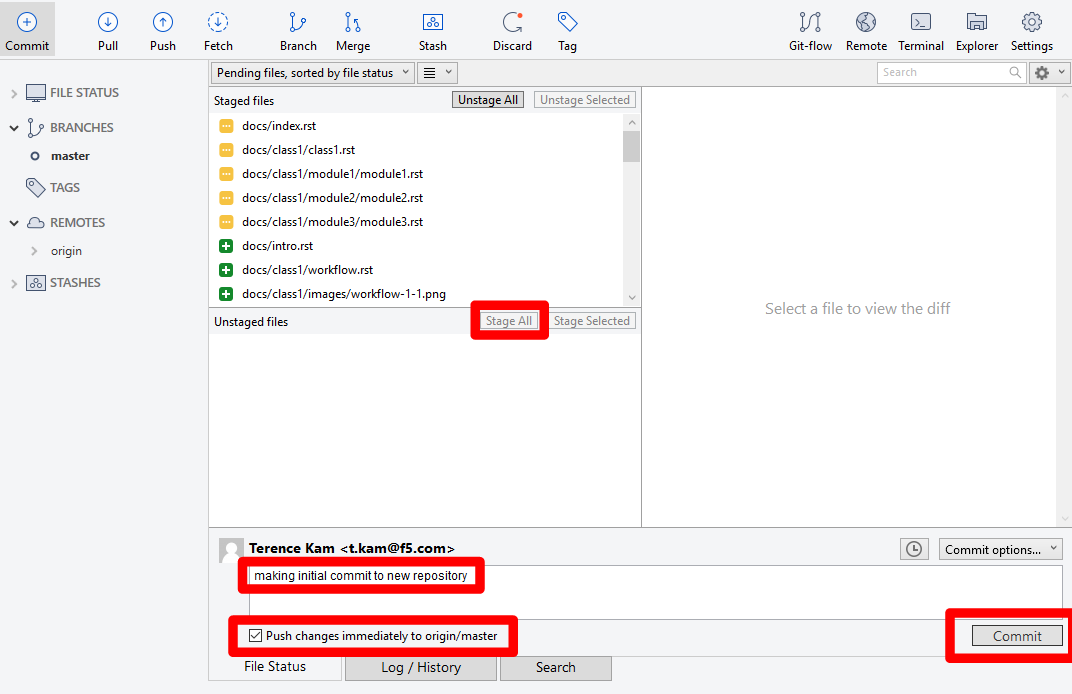 Commit
Pull
Push
Fetch
Branch
Merge
Stash
Discard
Tag
Git-flow
Remote
Terminal
Explorer
Settings
FILE STATUS
BRANCHES
master
TAGS
REMOTES
origin
STASHES
Pending files, sorted by file status
Search
Staged files
Unstage All
Unstage Selected
docs/index.rst
docs/class1/class1.rst
docs/class1/module1/module1.rst
docs/class1/module2/module2.rst
docs/class1/module3/module3.rst
docs/intro.rst
docs/class1/workflow.rst
docs/class1/images/workflow-1-1.png
Unstaged files
Stage All
Stage Selected
Select a file to view the diff
Terence Kam <t.kam@f5.com>
Commit options...
making initial commit to new repository
Push changes immediately to origin/master
Commit
File Status
Log / History
Search